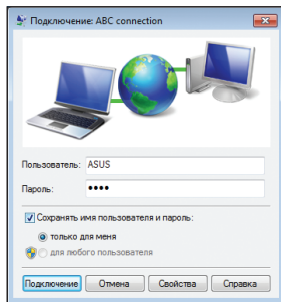 Подключение: ABC connection
Пользователь: ASUS
Пароль: ••••
Сохранять имя пользователя и пароль:
только для меня
для любого пользователя
Подключение Отмена Свойства Справка